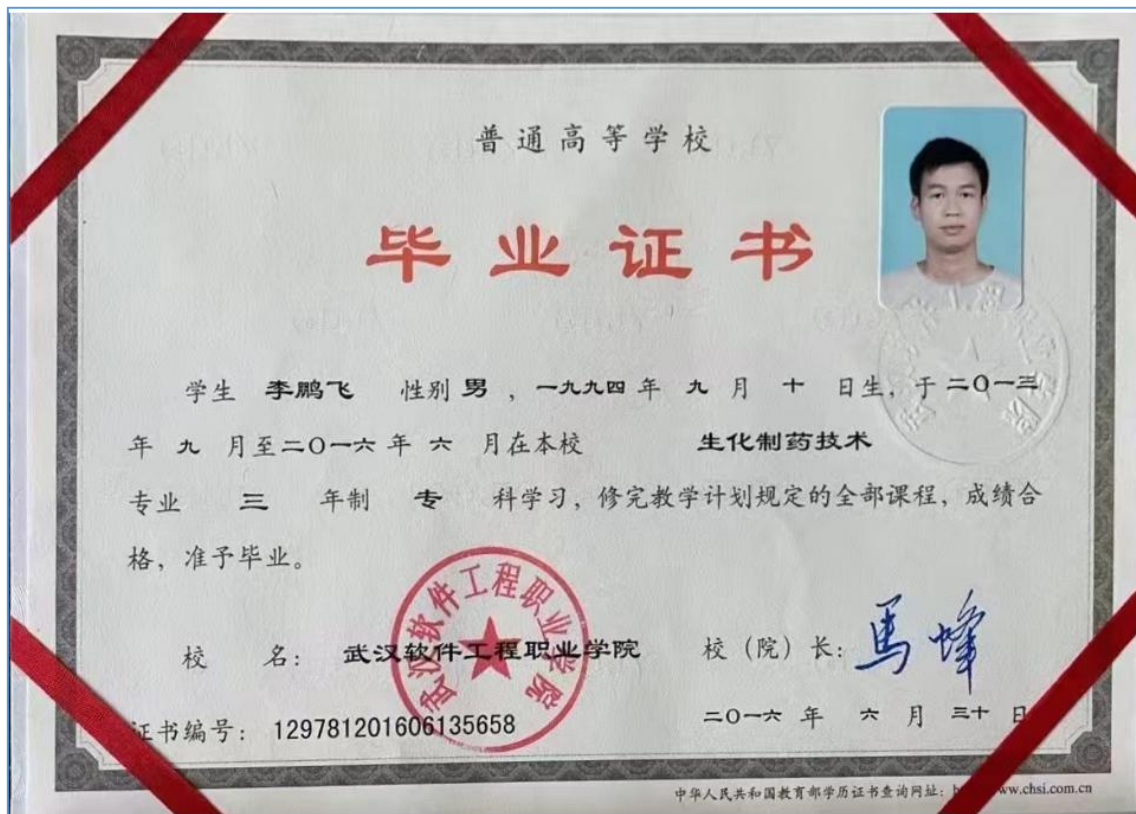 普通高等学校
毕业证书
学生 李鹏飞 性别 男 ，一九九四 年 九 月 十 日生，于 二〇一三
年 九 月至二〇一六 年 六 月在本校 生化制药技术
专业 三 年制 专 科学习，修完教学计划规定的全部课程，成绩合
格，准予毕业。
武汉软件工程职业学院
校 名： 武汉软件工程职业学院 校（院）长：馬蜂
证书编号： 129781201606135658 二〇一六 年 六 月 三十 日
中华人民共和国教育部学历证书查询网址： www.chsi.com.cn